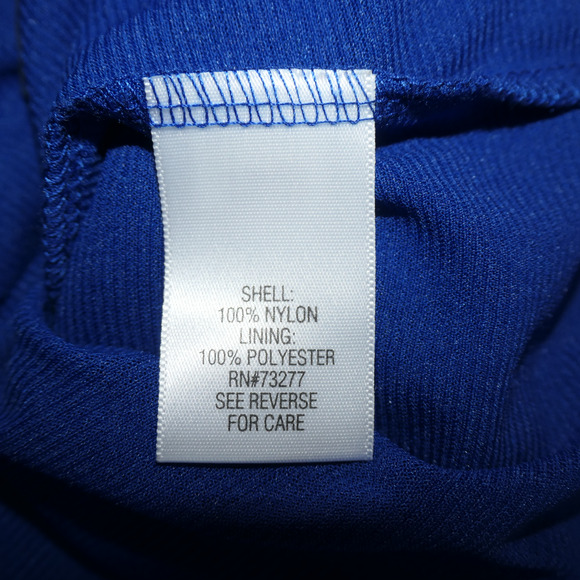 SHELL:
100% NYLON
LINING:
100% POLYESTER
RN#73277
SEE REVERSE
FOR CARE